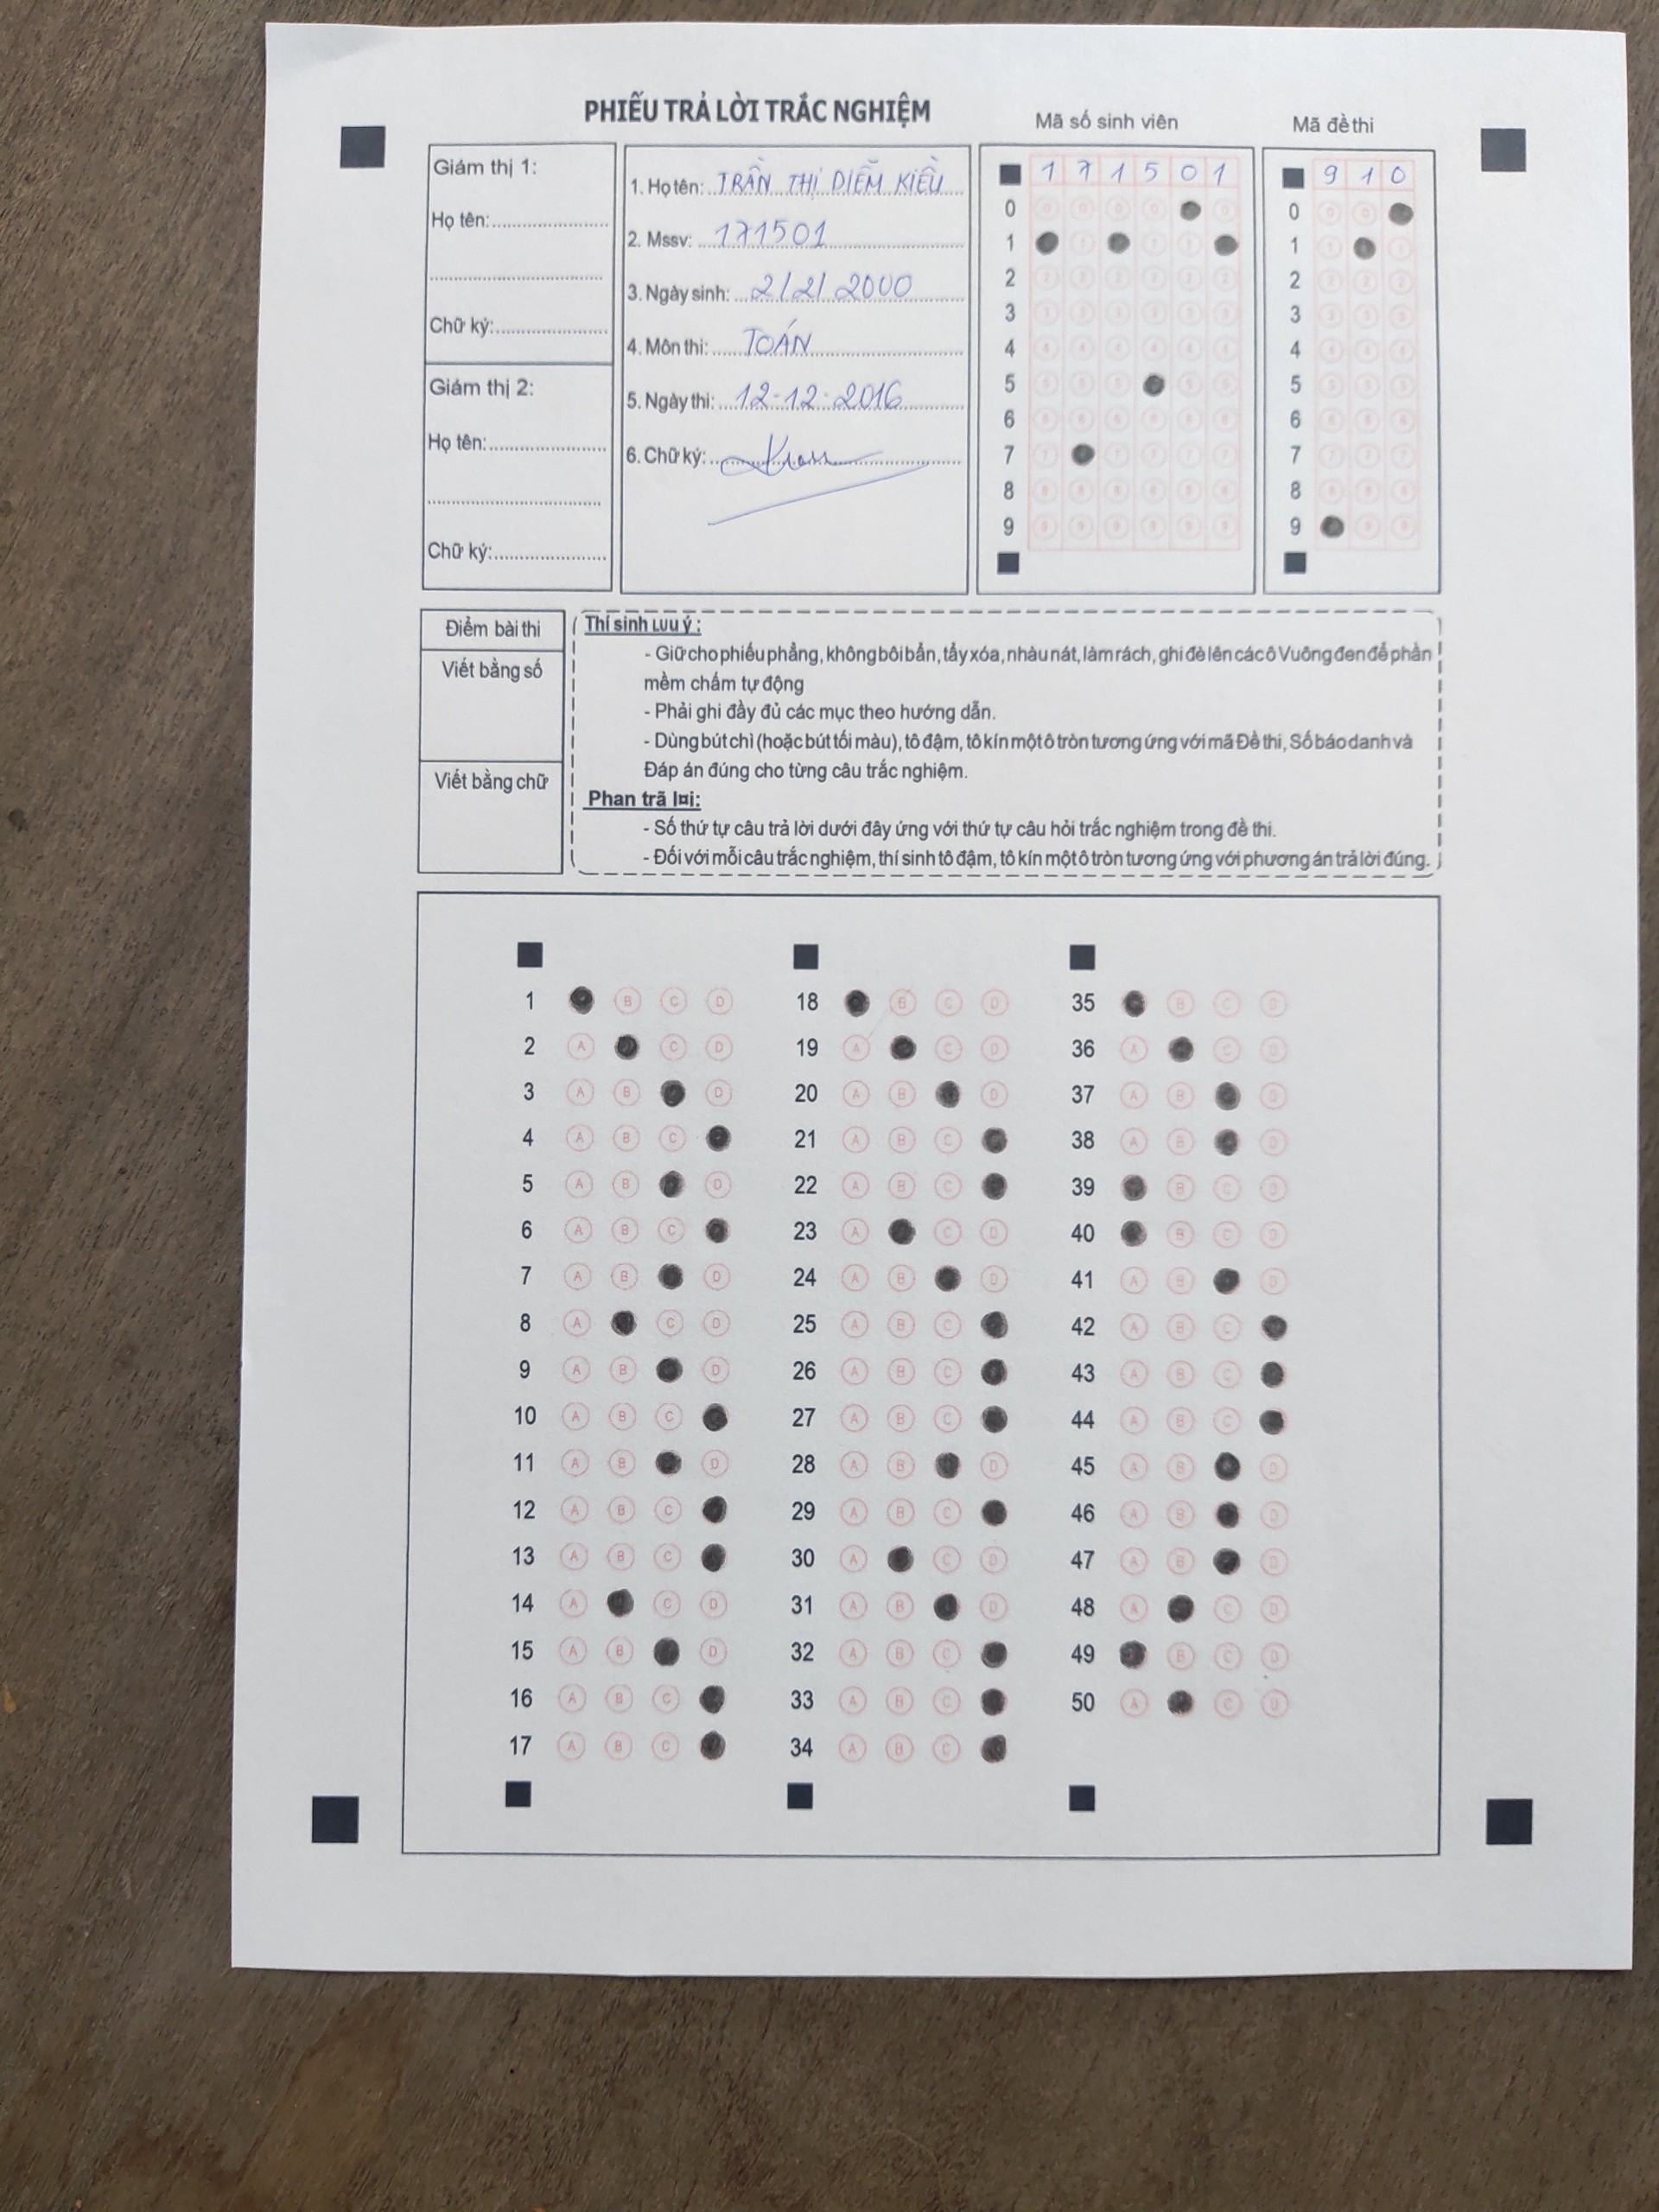 PHIẾU TRẢ LỜI TRẮC NGHIỆM
Mã số sinh viên
Mã đề thi
Giám thị 1:
Họ tên:
Chữ ký:
Giám thị 2:
Họ tên:
Chữ ký:
1. Họ tên: TRẦN THỊ DIỄM KIỀU
2. Mssv: 171501
3. Ngày sinh: 2/2/2000
4. Môn thi: TOÁN
5. Ngày thi: 12-12-2016
6. Chữ ký:
1 7 1 5 0 1
0
1
2
3
4
5
6
7
8
9
9 1 0
0
1
2
3
4
5
6
7
8
9
Điểm bài thi
Viết bằng số
Viết bằng chữ
Thí sinh LƯU ý :
- Giữ cho phiếu phẳng, không bôi bẩn, tẩy xóa, nhàu nát, làm rách, ghi đè lên các ô Vuông đen để phần
mềm chấm tự động
- Phải ghi đầy đủ các mục theo hướng dẫn.
- Dùng bút chì (hoặc bút tối màu), tô đậm, tô kín một ô tròn tương ứng với mã Đề thi, Số báo danh và
Đáp án đúng cho từng câu trắc nghiệm.
Phan trã l¤i:
- Số thứ tự câu trả lời dưới đây ứng với thứ tự câu hỏi trắc nghiệm trong đề thi.
- Đối với mỗi câu trắc nghiệm, thí sinh tô đậm, tô kín một ô tròn tương ứng với phương án trả lời đúng.
1 B C D
2 A C D
3 A B D
4 A B C
5 A B D
6 A B C
7 A B D
8 A C D
9 A B D
10 A B C
11 A B D
12 A B C
13 A B C
14 A C D
15 A B D
16 A B C
17 A B C
18 B C D
19 A C D
20 A B D
21 A B C
22 A B C
23 A C D
24 A B D
25 A B C
26 A B C
27 A B C
28 A B D
29 A B C
30 A C D
31 A B D
32 A B C
33 A B C
34 A B C
35 B C D
36 A C D
37 A B D
38 A B D
39 B C D
40 B C D
41 A B D
42 A B C
43 A B C
44 A B C
45 A B D
46 A B D
47 A B D
48 A C D
49 B C D
50 A C D